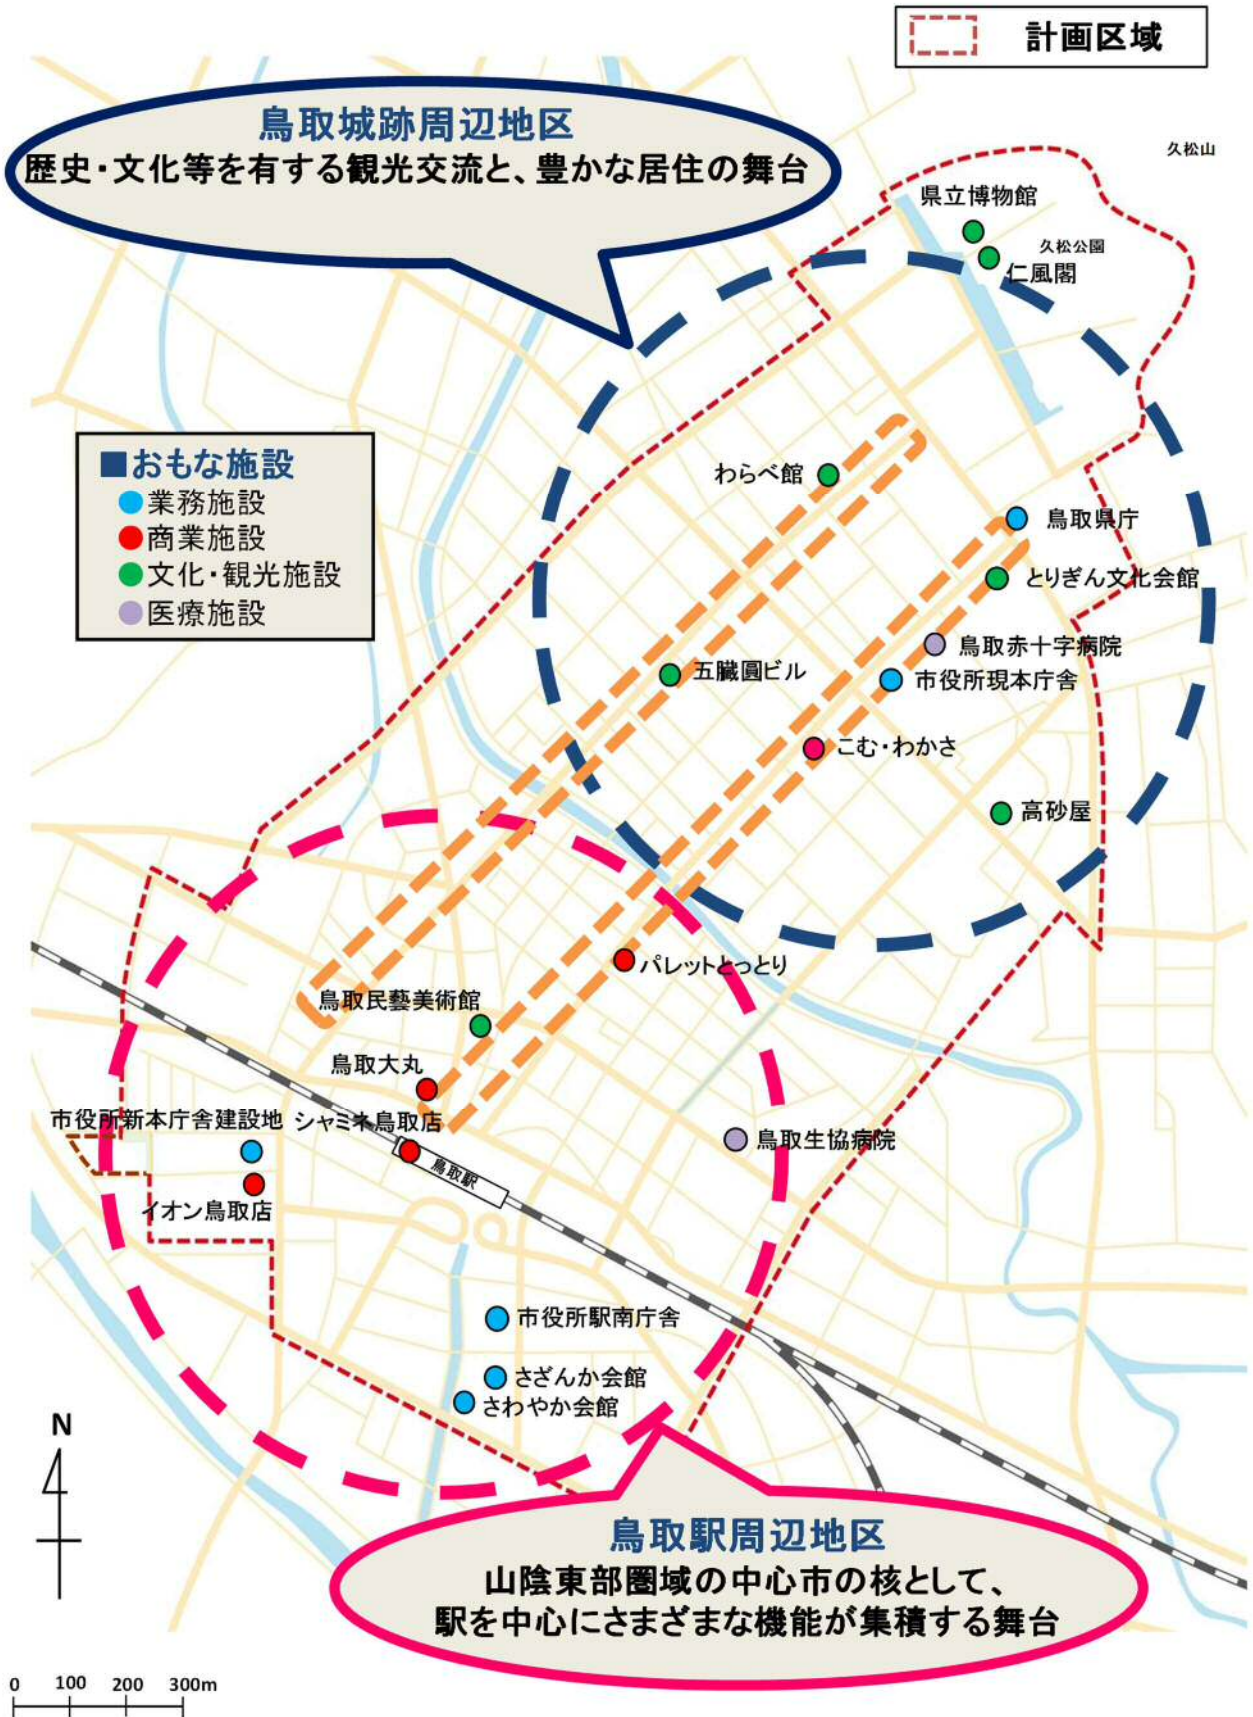 計画区域
鳥取城跡周辺地区
歴史・文化等を有する観光交流と、豊かな居住の舞台
久松山
県立博物館
久松公園
仁風閣
■おもな施設
業務施設
商業施設
文化・観光施設
医療施設
わらべ館
鳥取県庁
とりぎん文化会館
鳥取赤十字病院
五臓圓ビル
市役所現本庁舎
こむ・わかさ
高砂屋
パレットとっとり
鳥取民藝美術館
鳥取大丸
市役所新本庁舎建設地
シャミネ鳥取店
鳥取駅
鳥取生協病院
イオン鳥取店
市役所駅南庁舎
さざんか会館
さわやか会館
N
鳥取駅周辺地区
山陰東部圏域の中心市の核として、
駅を中心にさまざまな機能が集積する舞台
0 100 200 300m